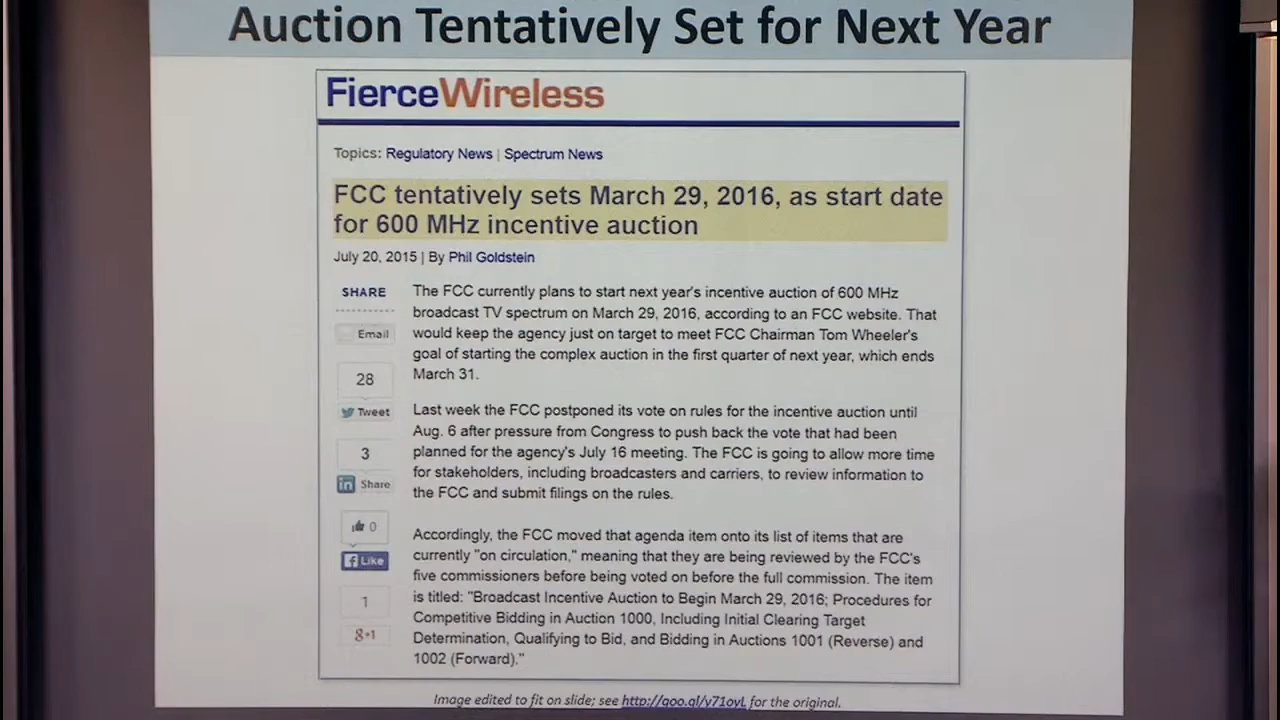 Auction Tentatively Set for Next Year
FierceWireless
Topics: Regulatory News | Spectrum News
FCC tentatively sets March 29, 2016, as start date
for 600 MHz incentive auction
July 20, 2015 | By Phil Goldstein
SHARE
Email
28
Tweet
3
in Share
0
f Like
1
g+1
The FCC currently plans to start next year's incentive auction of 600 MHz
broadcast TV spectrum on March 29, 2016, according to an FCC website. That
would keep the agency just on target to meet FCC Chairman Tom Wheeler's
goal of starting the complex auction in the first quarter of next year, which ends
March 31.
Last week the FCC postponed its vote on rules for the incentive auction until
Aug. 6 after pressure from Congress to push back the vote that had been
planned for the agency's July 16 meeting. The FCC is going to allow more time
for stakeholders, including broadcasters and carriers, to review information to
the FCC and submit filings on the rules.
Accordingly, the FCC moved that agenda item onto its list of items that are
currently "on circulation," meaning that they are being reviewed by the FCC's
five commissioners before being voted on before the full commission. The item
is titled: "Broadcast Incentive Auction to Begin March 29, 2016; Procedures for
Competitive Bidding in Auction 1000, Including Initial Clearing Target
Determination, Qualifying to Bid, and Bidding in Auctions 1001 (Reverse) and
1002 (Forward)."
Image edited to fit on slide; see for the original.